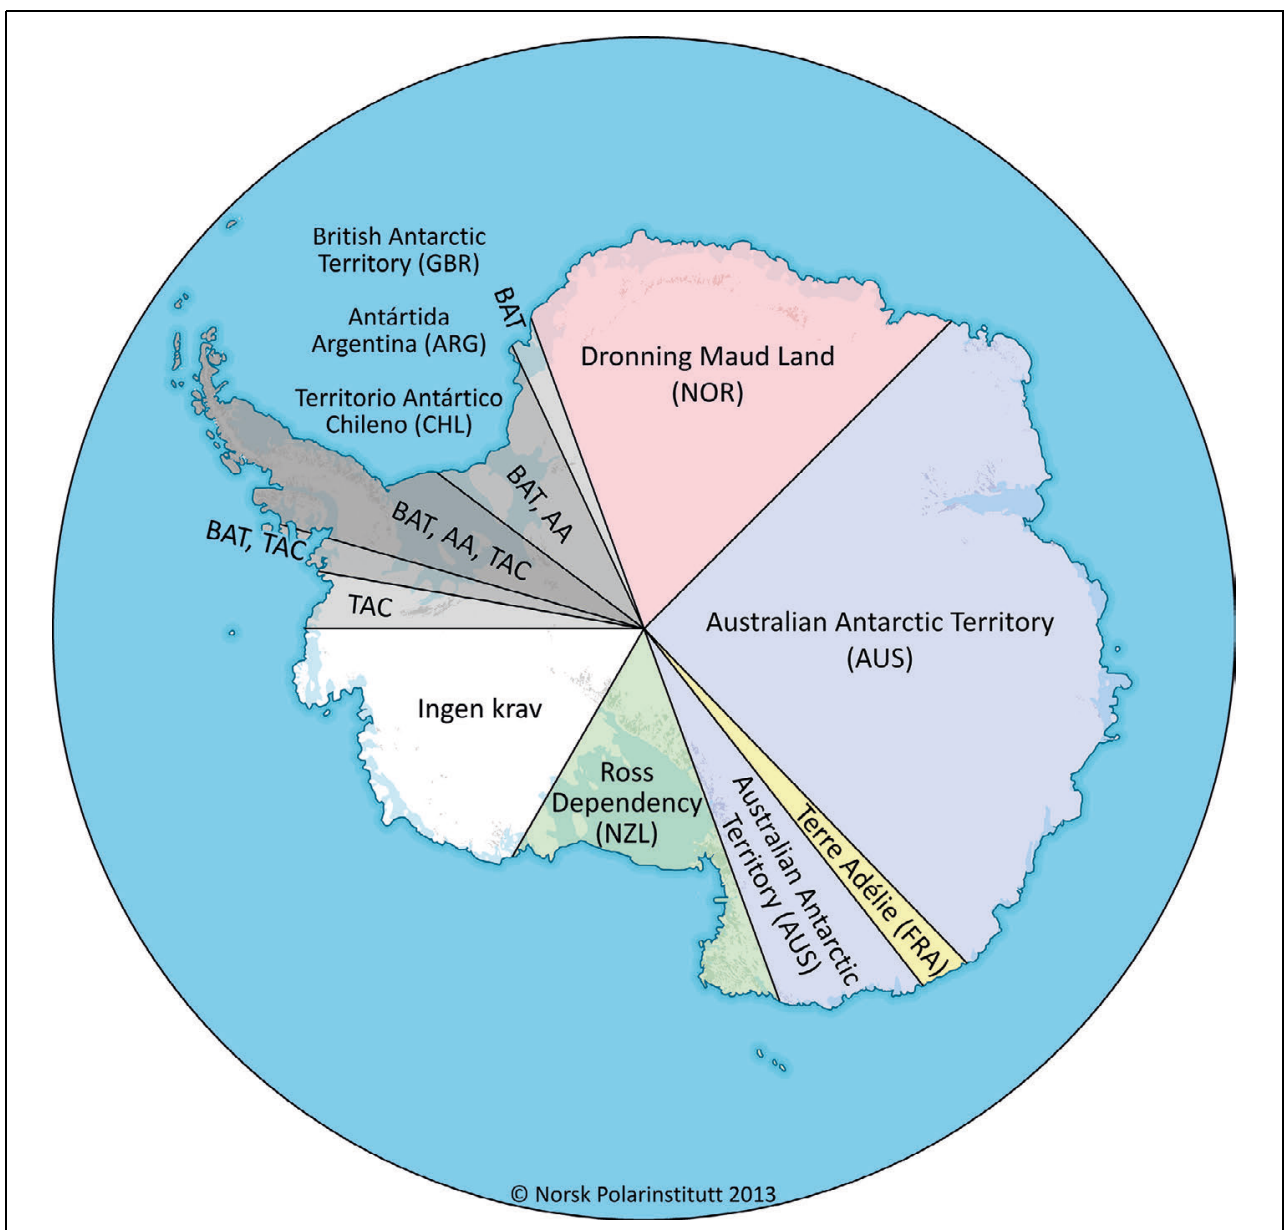 British Antarctic
Territory (GBR)
Antártida
Argentina (ARG)
Territorio Antártico
Chileno (CHL)
BAT
Dronning Maud Land
(NOR)
BAT, AA
BAT, AA, TAC
BAT, TAC
TAC
Australian Antarctic Territory
(AUS)
Ingen krav
Ross
Dependency
(NZL)
Australian Antarctic
Territory (AUS)
Terre Adélie (FRA)
© Norsk Polarinstitutt 2013